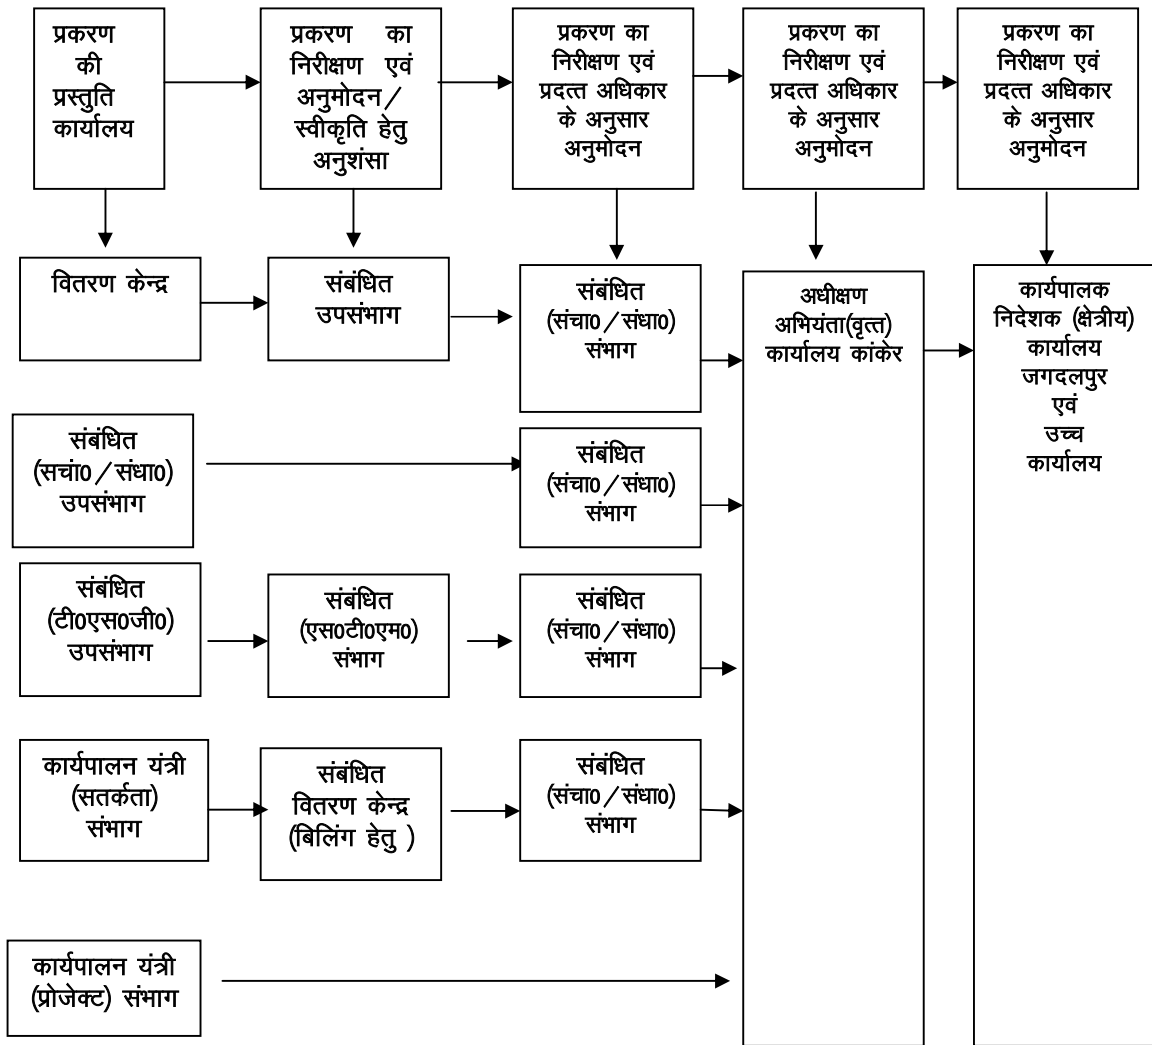 प्रकरण
की
प्रस्तुति
कार्यालय
प्रकरण का
निरीक्षण एवं
अनुमोदन/
स्वीकृति हेतु
अनुशंसा
प्रकरण का
निरीक्षण एवं
प्रदत्त अधिकार
के अनुसार
अनुमोदन
प्रकरण का
निरीक्षण एवं
प्रदत्त अधिकार
के अनुसार
अनुमोदन
प्रकरण का
निरीक्षण एवं
प्रदत्त अधिकार
के अनुसार
अनुमोदन
वितरण केन्द्र
संबंधित
उपसंभाग
संबंधित
(संचा0/संधा0)
संभाग
अधीक्षण
अभियंता(वृत्त)
कार्यालय कांकेर
कार्यपालक
निदेशक (क्षेत्रीय)
कार्यालय
जगदलपुर
एवं
उच्च
कार्यालय
संबंधित
(सचां0/संधा0)
उपसंभाग
संबंधित
(संचा0/संधा0)
संभाग
संबंधित
(टी0एस0जी0)
उपसंभाग
संबंधित
(एस0टी0एम0)
संभाग
संबंधित
(संचा0/संधा0)
संभाग
कार्यपालन यंत्री
(सतर्कता)
संभाग
संबंधित
वितरण केन्द्र
(बिलिंग हेतु )
संबंधित
(संचा0/संधा0)
संभाग
कार्यपालन यंत्री
(प्रोजेक्ट) संभाग